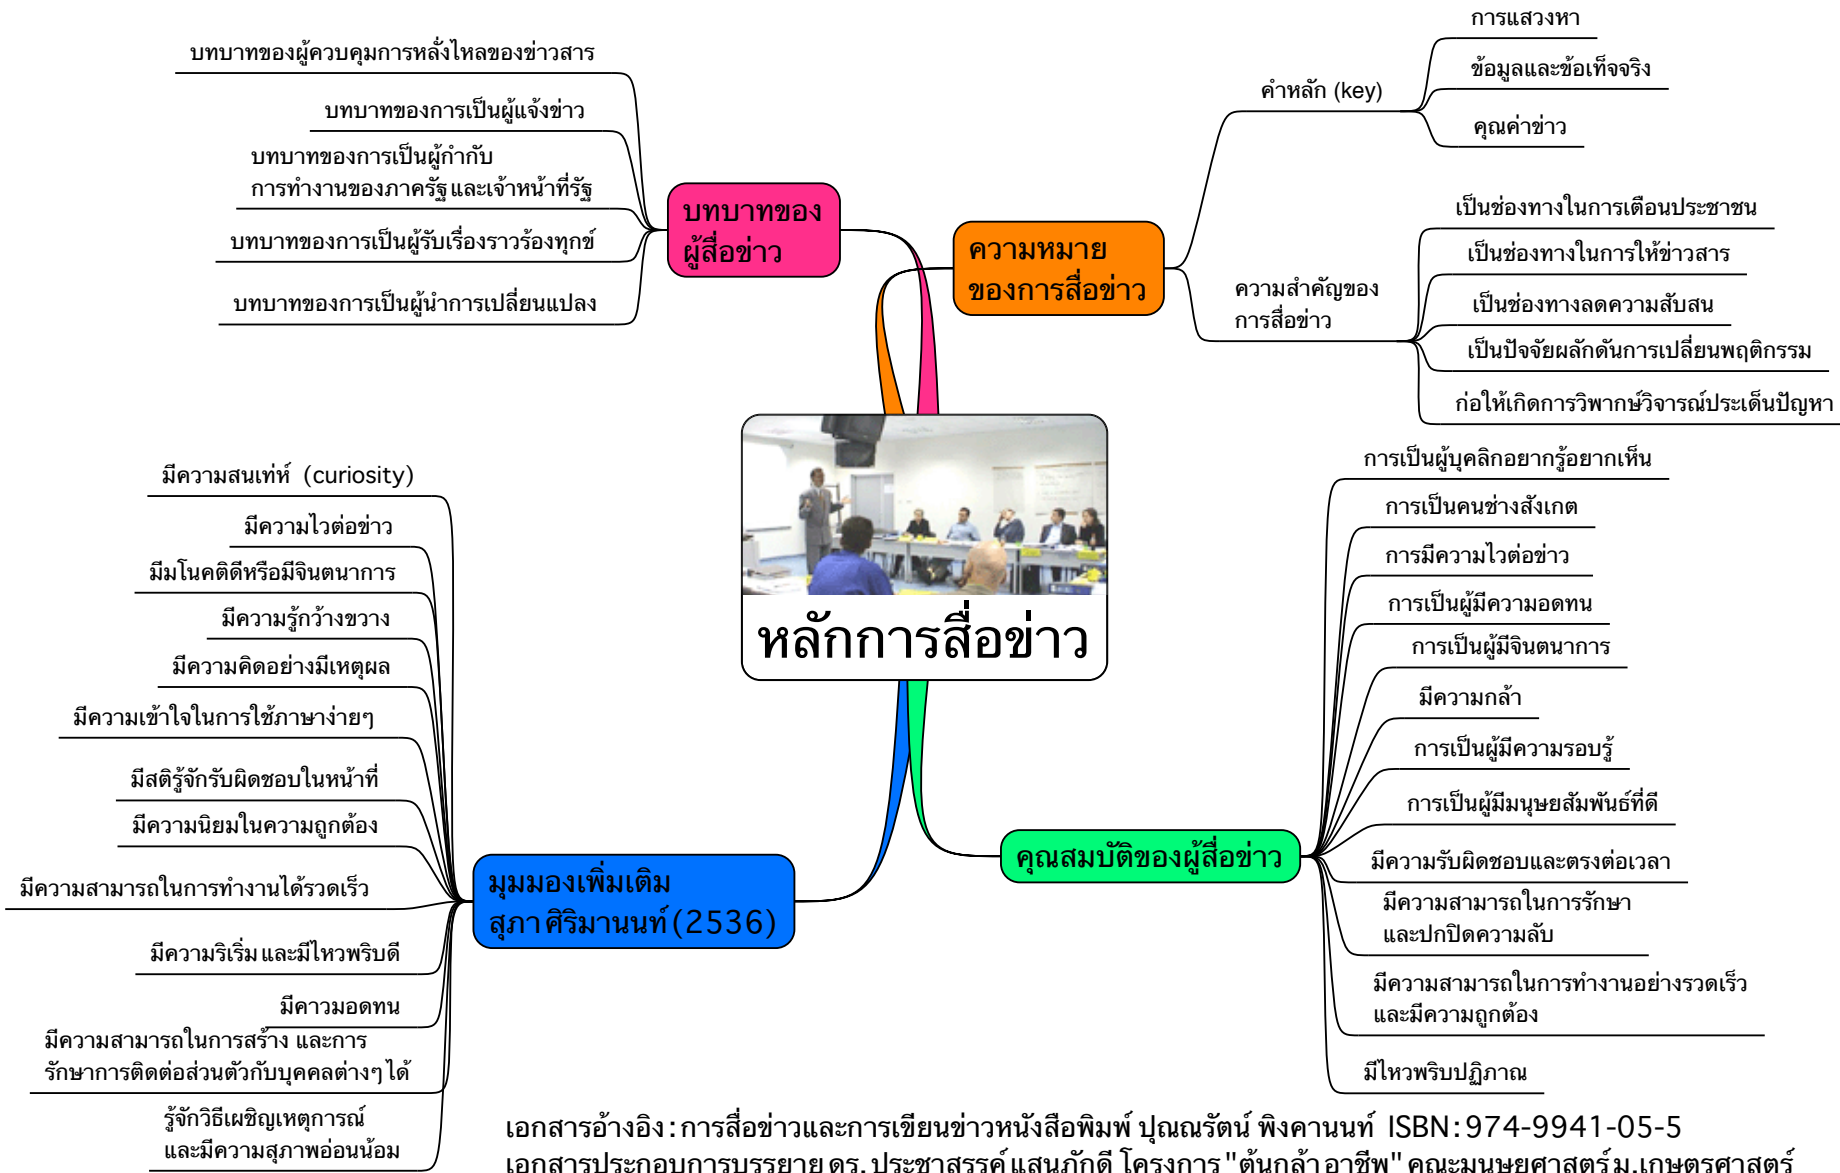 หลักการสื่อข่าว
ความหมาย
ของการสื่อข่าว
คำหลัก (key)
การแสวงหา
ข้อมูลและข้อเท็จจริง
คุณค่าข่าว
ความสำคัญของ
การสื่อข่าว
เป็นช่องทางในการเตือนประชาชน
เป็นช่องทางในการให้ข่าวสาร
เป็นช่องทางลดความสับสน
เป็นปัจจัยผลักดันการเปลี่ยนพฤติกรรม
ก่อให้เกิดการวิพากษ์วิจารณ์ประเด็นปัญหา
บทบาทของ
ผู้สื่อข่าว
บทบาทของผู้ควบคุมการหลั่งไหลของข่าวสาร
บทบาทของการเป็นผู้แจ้งข่าว
บทบาทของการเป็นผู้กำกับ
การทำงานของภาครัฐ และเจ้าหน้าที่รัฐ
บทบาทของการเป็นผู้รับเรื่องราวร้องทุกข์
บทบาทของการเป็นผู้นำการเปลี่ยนแปลง
คุณสมบัติของผู้สื่อข่าว
การเป็นผู้บุคลิกอยากรู้อยากเห็น
การเป็นคนช่างสังเกต
การมีความไวต่อข่าว
การเป็นผู้มีความอดทน
การเป็นผู้มีจินตนาการ
มีความกล้า
การเป็นผู้มีความรอบรู้
การเป็นผู้มีมนุษยสัมพันธ์ที่ดี
มีความรับผิดชอบและตรงต่อเวลา
มีความสามารถในการรักษา
และปกปิดความลับ
มีความสามารถในการทำงานอย่างรวดเร็ว
และมีความถูกต้อง
มีไหวพริบปฏิภาณ
มุมมองเพิ่มเติม
สุภา ศิริมานนท์ (2536)
มีความสนเท่ห์ (curiosity)
มีความไวต่อข่าว
มีมโนคติดีหรือมีจินตนาการ
มีความรู้กว้างขวาง
มีความคิดอย่างมีเหตุผล
มีความเข้าใจในการใช้ภาษาง่ายๆ
มีสติรู้จักรับผิดชอบในหน้าที่
มีความนิยมในความถูกต้อง
มีความสามารถในการทำงานได้รวดเร็ว
มีความริเริ่ม และมีไหวพริบดี
มีคาวมอดทน
มีความสามารถในการสร้าง และการ
รักษาการติดต่อส่วนตัวกับบุคคลต่างๆ ได้
รู้จักวิธีเผชิญเหตุการณ์
และมีความสุภาพอ่อนน้อม
เอกสารอ้างอิง : การสื่อข่าวและการเขียนข่าวหนังสือพิมพ์ ปุณณรัตน์ พิงคานนท์ ISBN : 974-9941-05-5
เอกสารประกอบการบรรยาย ดร. ประชาสรรค์ แสนภักดี โครงการ "ต้นกล้า อาชีพ" คณะมนุษยศาสตร์ ม.เกษตรศาสตร์